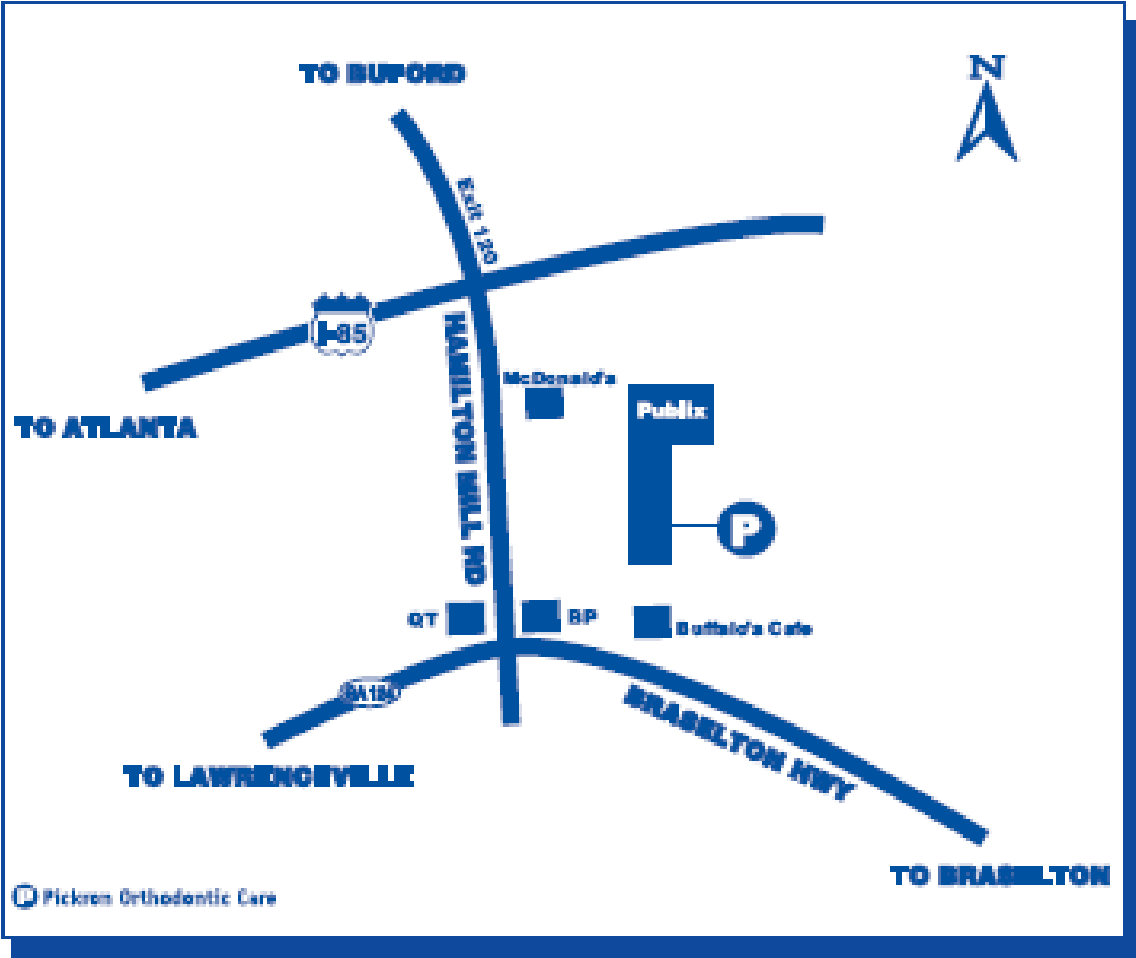 N
TO BUFORD
Exit 120
I-85
HAMILTON MILL RD
McDonald's
Publix
TO ATLANTA
P
QT
BP
Buffalo's Cafe
BRASELTON HWY
TO LAWRENCEVILLE
TO BRASELTON
P Pickron Orthodontic Care